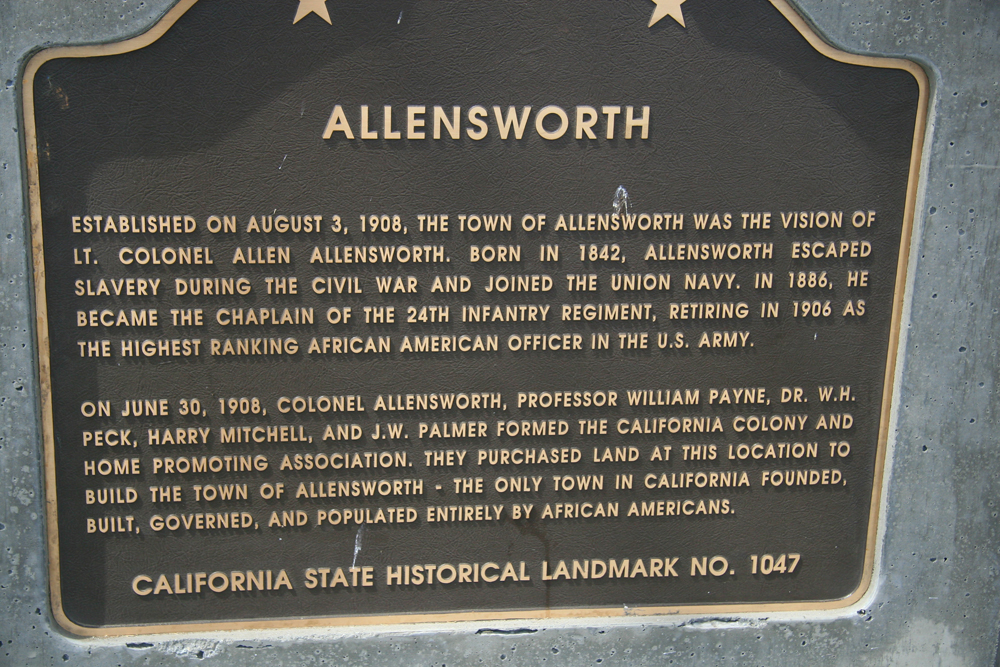 ALLENSWORTH
ESTABLISHED ON AUGUST 3, 1908, THE TOWN OF ALLENSWORTH WAS THE VISION OF
LT. COLONEL ALLEN ALLENSWORTH. BORN IN 1842, ALLENSWORTH ESCAPED
SLAVERY DURING THE CIVIL WAR AND JOINED THE UNION NAVY. IN 1886, HE
BECAME THE CHAPLAIN OF THE 24TH INFANTRY REGIMENT, RETIRING IN 1906 AS
THE HIGHEST RANKING AFRICAN AMERICAN OFFICER IN THE U.S. ARMY.
ON JUNE 30, 1908, COLONEL ALLENSWORTH, PROFESSOR WILLIAM PAYNE, DR. W.H.
PECK, HARRY MITCHELL, AND J.W. PALMER FORMED THE CALIFORNIA COLONY AND
HOME PROMOTING ASSOCIATION. THEY PURCHASED LAND AT THIS LOCATION TO
BUILD THE TOWN OF ALLENSWORTH - THE ONLY TOWN IN CALIFORNIA FOUNDED,
BUILT, GOVERNED, AND POPULATED ENTIRELY BY AFRICAN AMERICANS.
CALIFORNIA STATE HISTORICAL LANDMARK NO. 1047